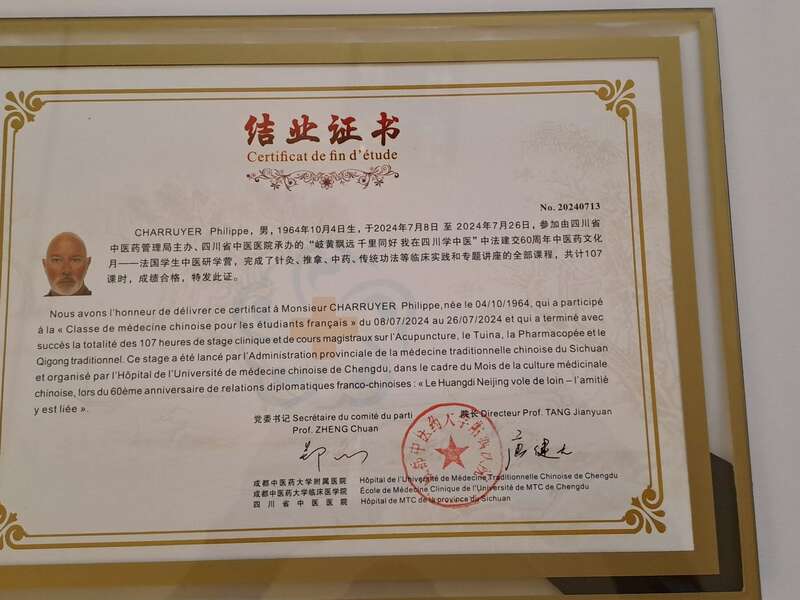 结业证书
Certificat de fin d'étude
No. 20240713
CHARRUYER Philippe，男，1964年10月4日生，于2024年7月8日 至 2024年7月26日，参加由四川省
中医药管理局主办、四川省中医医院承办的“岐黄飘远 千里同好 我在四川学中医”中法建交60周年中医药文化
月——法国学生中医研学营，完成了针灸、推拿、中药、传统功法等临床实践和专题讲座的全部课程，共计107
课时，成绩合格，特发此证。
Nous avons l'honneur de délivrer ce certificat à Monsieur CHARRUYER Philippe,née le 04/10/1964, qui a participé
à la « Classe de médecine chinoise pour les étudiants français » du 08/07/2024 au 26/07/2024 et qui a terminé avec
succès la totalité des 107 heures de stage clinique et de cours magistraux sur l'Acupuncture, le Tuina, la Pharmacopée et le
Qigong traditionnel. Ce stage a été lancé par l'Administration provinciale de la médecine traditionnelle chinoise du Sichuan
et organisé par l'Hôpital de l'Université de médecine chinoise de Chengdu, dans le cadre du Mois de la culture médicinale
chinoise, lors du 60ème anniversaire de relations diplomatiques franco-chinoises : « Le Huangdi Neijing vole de loin – l'amitié
y est liée ».
党委书记 Secrétaire du comité du parti 院长 Directeur Prof. TANG Jianyuan
Prof. ZHENG Chuan
成都中医药大学附属医院 Hôpital de l'Université de Médecine Traditionnelle Chinoise de Chengdu
成都中医药大学临床医学院 École de Médecine Clinique de l'Université de MTC de Chengdu
四川省中医医院 Hôpital de MTC de la province du Sichuan